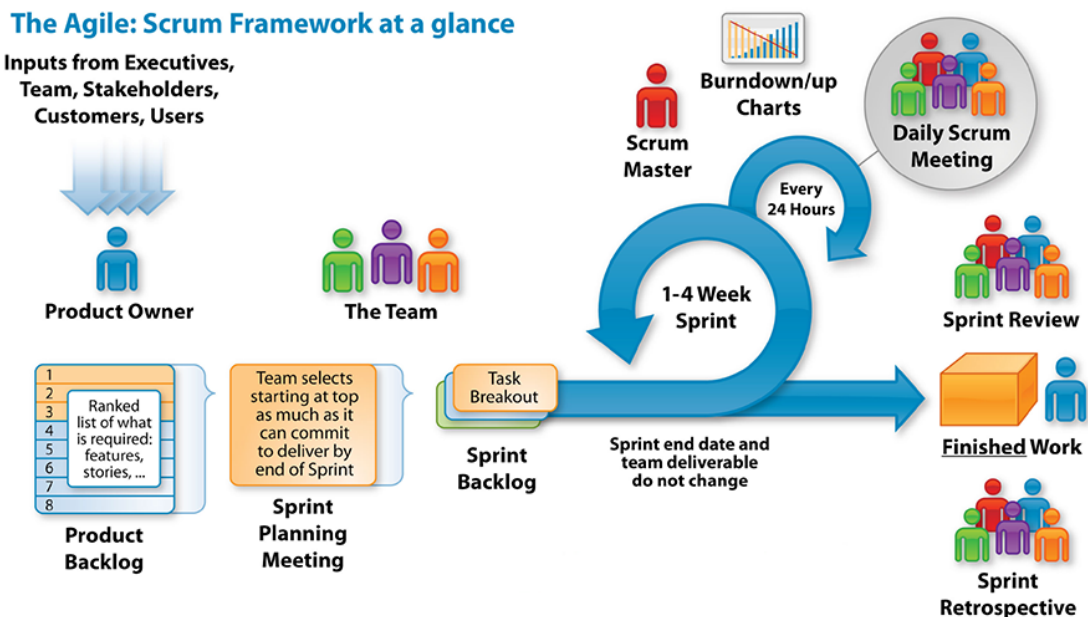 The Agile: Scrum Framework at a glance
Inputs from Executives,
Team, Stakeholders,
Customers, Users
Product Owner
The Team
Scrum
Master
Burndown/up
Charts
Daily Scrum
Meeting
Every
24 Hours
1-4 Week
Sprint
Sprint Review
1
2
3
4
5
6
7
8
Ranked
list of what
is required:
features,
stories, ...
Product
Backlog
Team selects
starting at top
as much as it
can commit
to deliver by
end of Sprint
Sprint
Planning
Meeting
Task
Breakout
Sprint
Backlog
Sprint end date and
team deliverable
do not change
Finished Work
Sprint
Retrospective